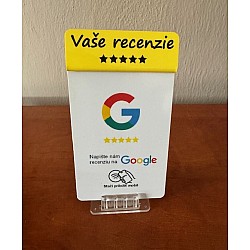 Vaše recenzie
G
Napíšte nám
recenziu na Google
Stačí priložiť mobil